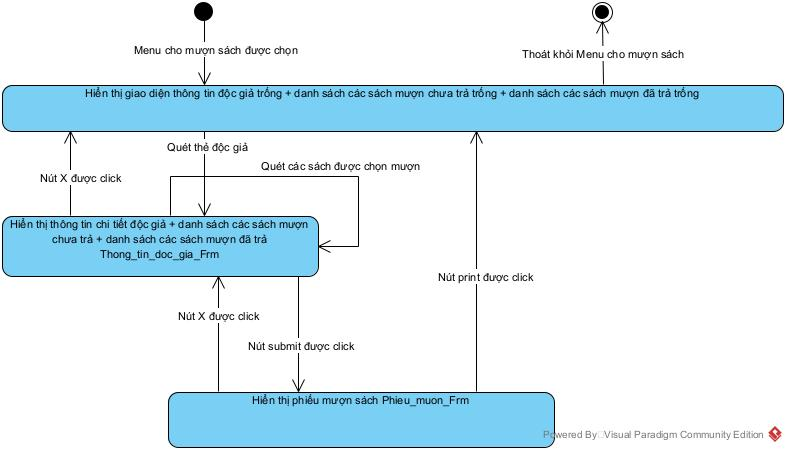 Menu cho mượn sách được chọn
Thoát khỏi Menu cho mượn sách
Hiển thị giao diện thông tin độc giả trống + danh sách các sách mượn chưa trả trống + danh sách các sách mượn đã trả trống
Quét thẻ độc giả
Quét các sách được chọn mượn
Nút X được click
Hiển thị thông tin chi tiết độc giả + danh sách các sách mượn
chưa trả + danh sách các sách mượn đã trả
Thong_tin_doc_gia_Frm
Nút print được click
Nút X được click
Nút submit được click
Hiển thị phiếu mượn sách Phieu_muon_Frm
Powered By Visual Paradigm Community Edition